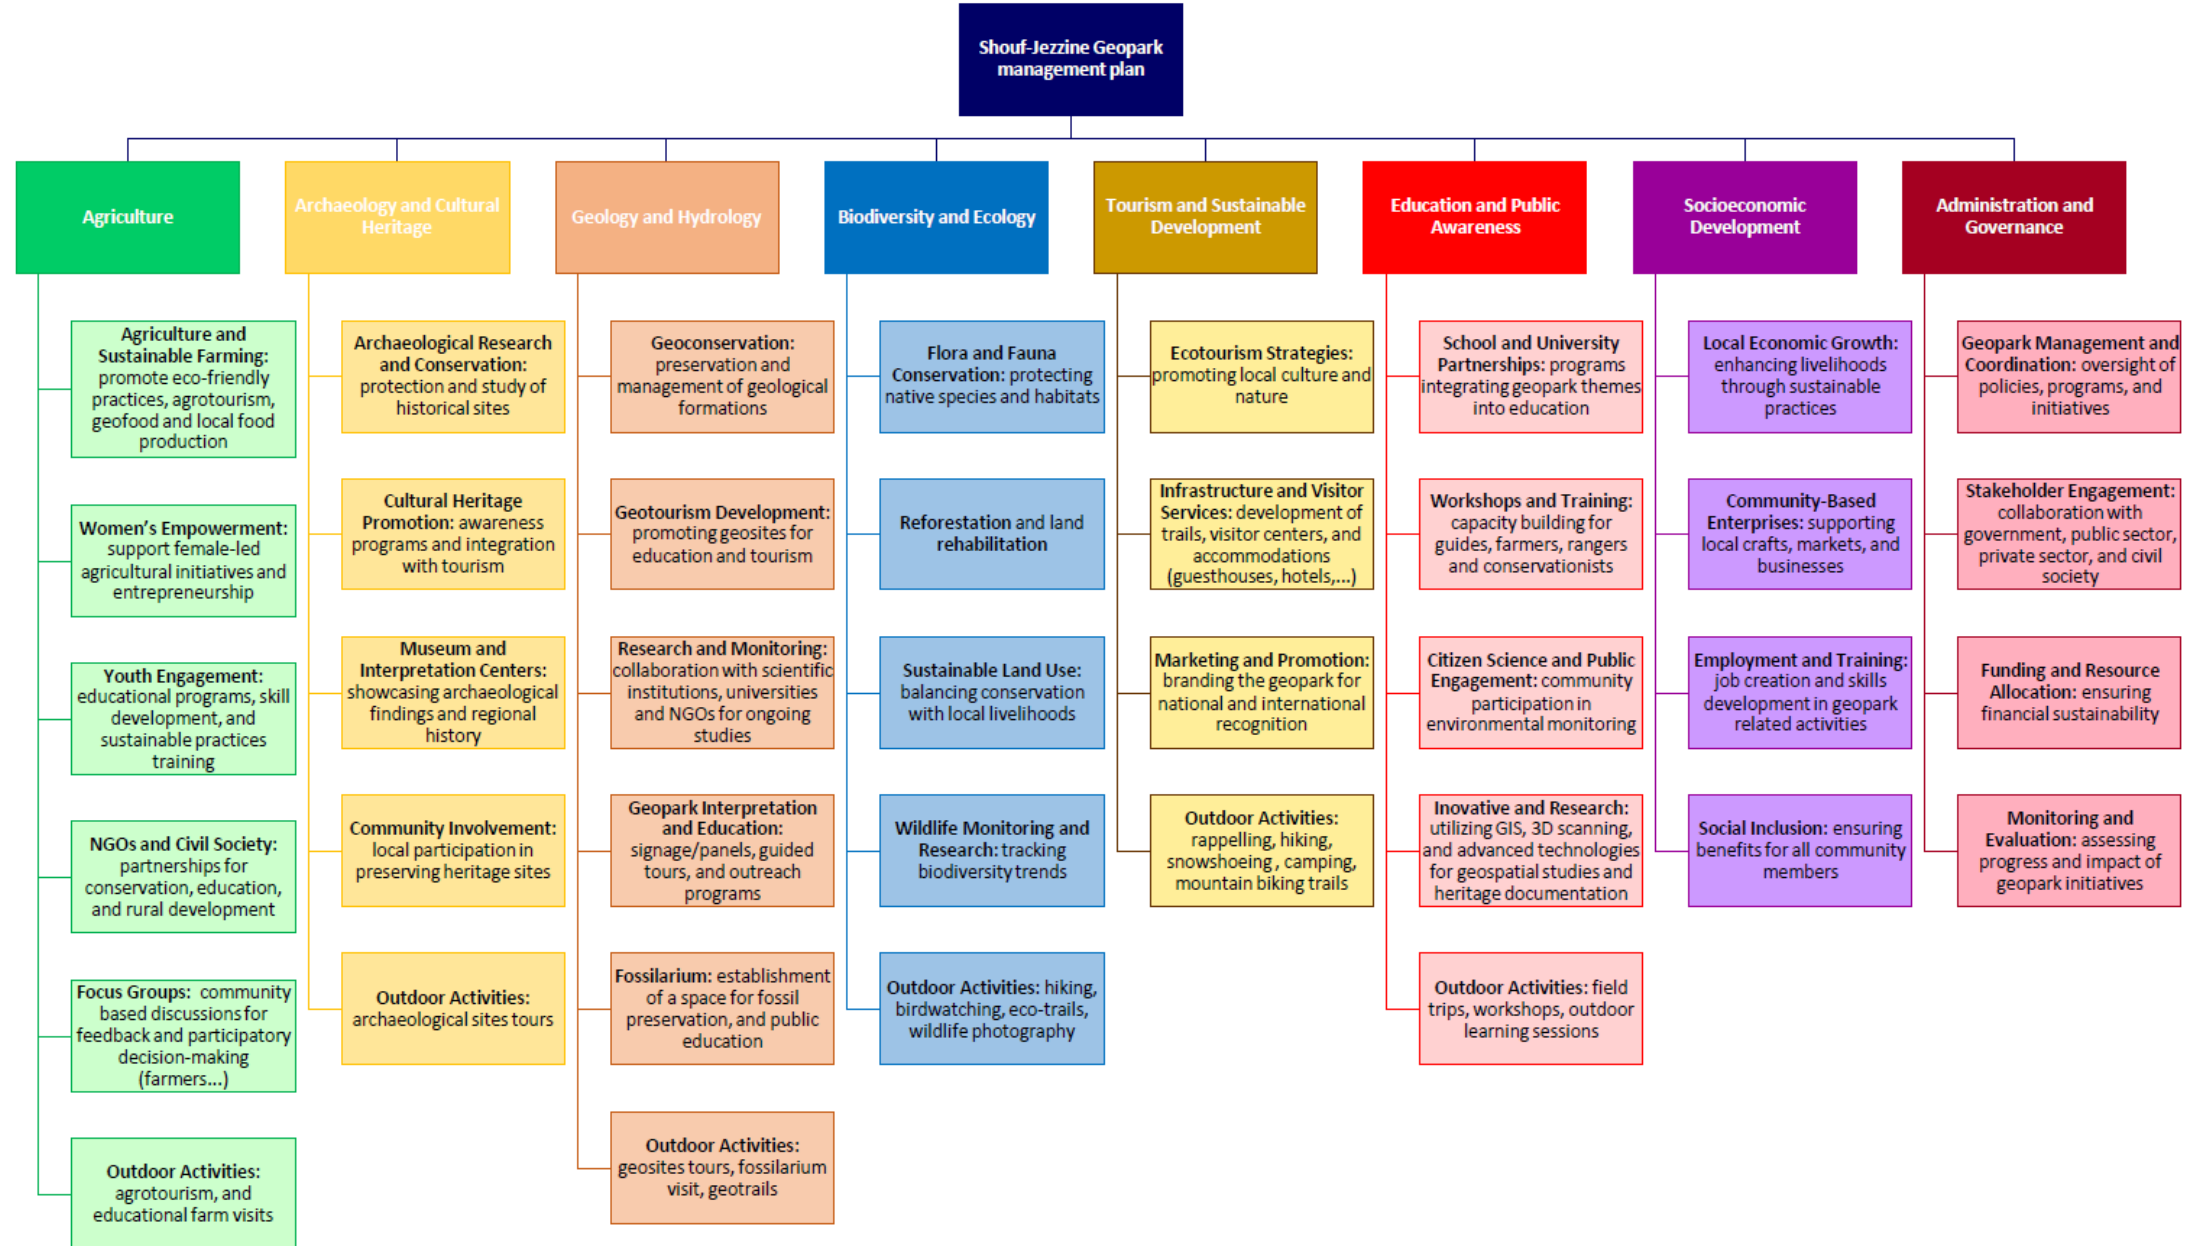 Shouf-Jezzine Geopark
management plan
Agriculture
Archaeology and Cultural
Heritage
Geology and Hydrology
Biodiversity and Ecology
Tourism and Sustainable
Development
Education and Public
Awareness
Socioeconomic
Development
Administration and
Governance
Agriculture and
Sustainable Farming:
promote eco-friendly
practices, agrotourism,
geofood and local food
production
Women's Empowerment:
support female-led
agricultural initiatives and
entrepreneurship
Youth Engagement:
educational programs, skill
development, and
sustainable practices
training
NGOs and Civil Society:
partnerships for
conservation, education,
and rural development
Focus Groups: community
based discussions for
feedback and participatory
decision-making
(farmers...)
Outdoor Activities:
agrotourism, and
educational farm visits
Archaeological Research
and Conservation:
protection and study of
historical sites
Cultural Heritage
Promotion: awareness
programs and integration
with tourism
Museum and
Interpretation Centers:
showcasing archaeological
findings and regional
history
Community Involvement:
local participation in
preserving heritage sites
Outdoor Activities:
archaeological sites tours
Geoconservation:
preservation and
management of geological
formations
Geotourism Development:
promoting geosites for
education and tourism
Research and Monitoring:
collaboration with scientific
institutions, universities
and NGOs for ongoing
studies
Geopark Interpretation
and Education:
signage/panels, guided
tours, and outreach
programs
Fossilarium: establishment
of a space for fossil
preservation, and public
education
Outdoor Activities:
geosites tours, fossilarium
visit, geotrails
Flora and Fauna
Conservation: protecting
native species and habitats
Reforestation and land
rehabilitation
Sustainable Land Use:
balancing conservation
with local livelihoods
Wildlife Monitoring and
Research: tracking
biodiversity trends
Outdoor Activities: hiking,
birdwatching, eco-trails,
wildlife photography
Ecotourism Strategies:
promoting local culture and
nature
Infrastructure and Visitor
Services: development of
trails, visitor centers, and
accommodations
(guesthouses, hotels,...)
Marketing and Promotion:
branding the geopark for
national and international
recognition
Outdoor Activities:
rappelling, hiking,
snowshoeing , camping,
mountain biking trails
School and University
Partnerships: programs
integrating geopark themes
into education
Workshops and Training:
capacity building for
guides, farmers, rangers
and conservationists
Citizen Science and Public
Engagement: community
participation in
environmental monitoring
Inovative and Research:
utilizing GIS, 3D scanning,
and advanced technologies
for geospatial studies and
heritage documentation
Outdoor Activities: field
trips, workshops, outdoor
learning sessions
Local Economic Growth:
enhancing livelihoods
through sustainable
practices
Community-Based
Enterprises: supporting
local crafts, markets, and
businesses
Employment and Training:
job creation and skills
development in geopark
related activities
Social Inclusion: ensuring
benefits for all community
members
Geopark Management and
Coordination: oversight of
policies, programs, and
initiatives
Stakeholder Engagement:
collaboration with
government, public sector,
private sector, and civil
society
Funding and Resource
Allocation: ensuring
financial sustainability
Monitoring and
Evaluation: assessing
progress and impact of
geopark initiatives